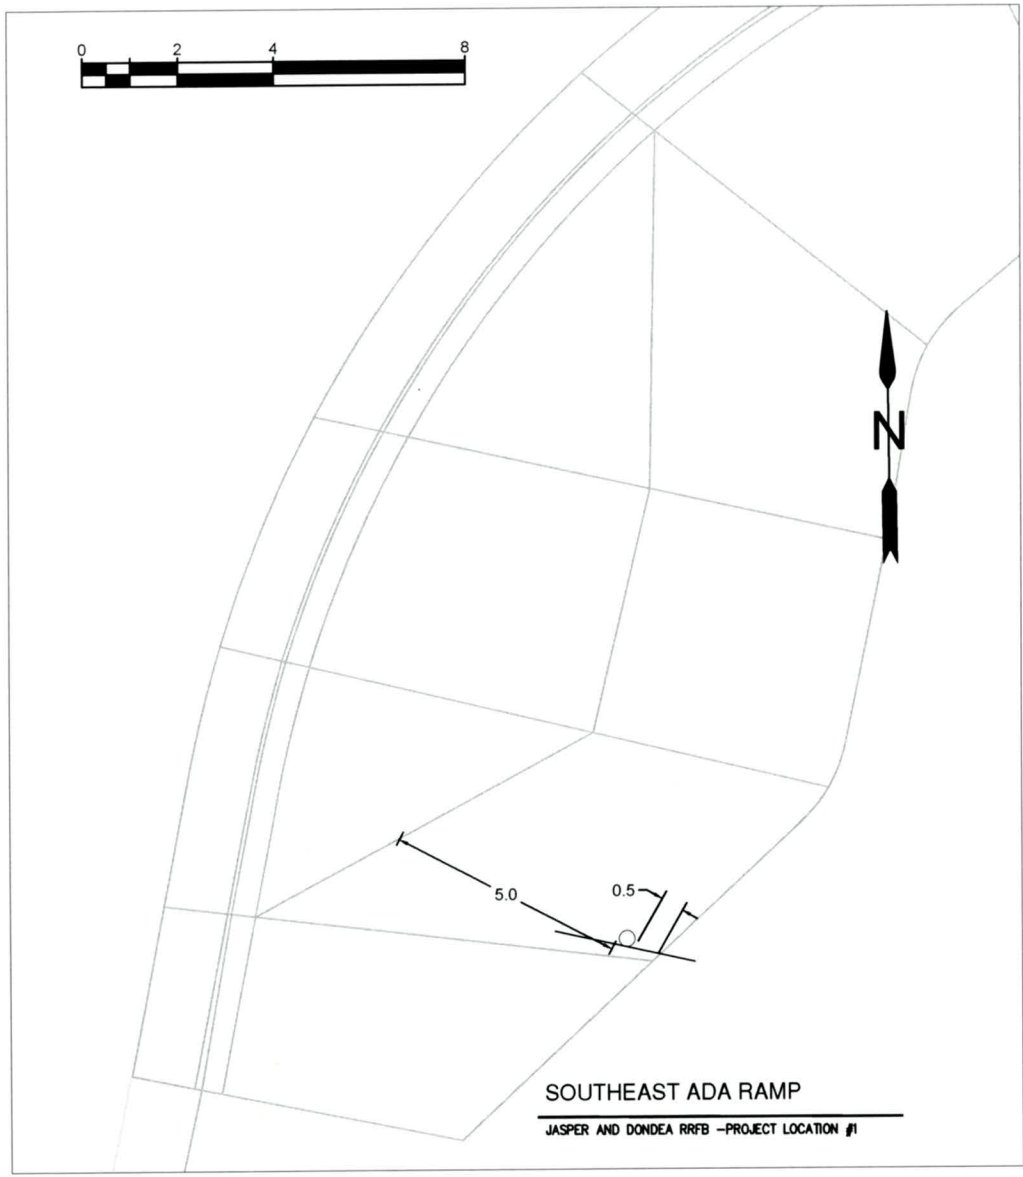 0 2 4 8
N
5.0
0.5
SOUTHEAST ADA RAMP
JASPER AND DONDEA RRFB -PROJECT LOCATION #1